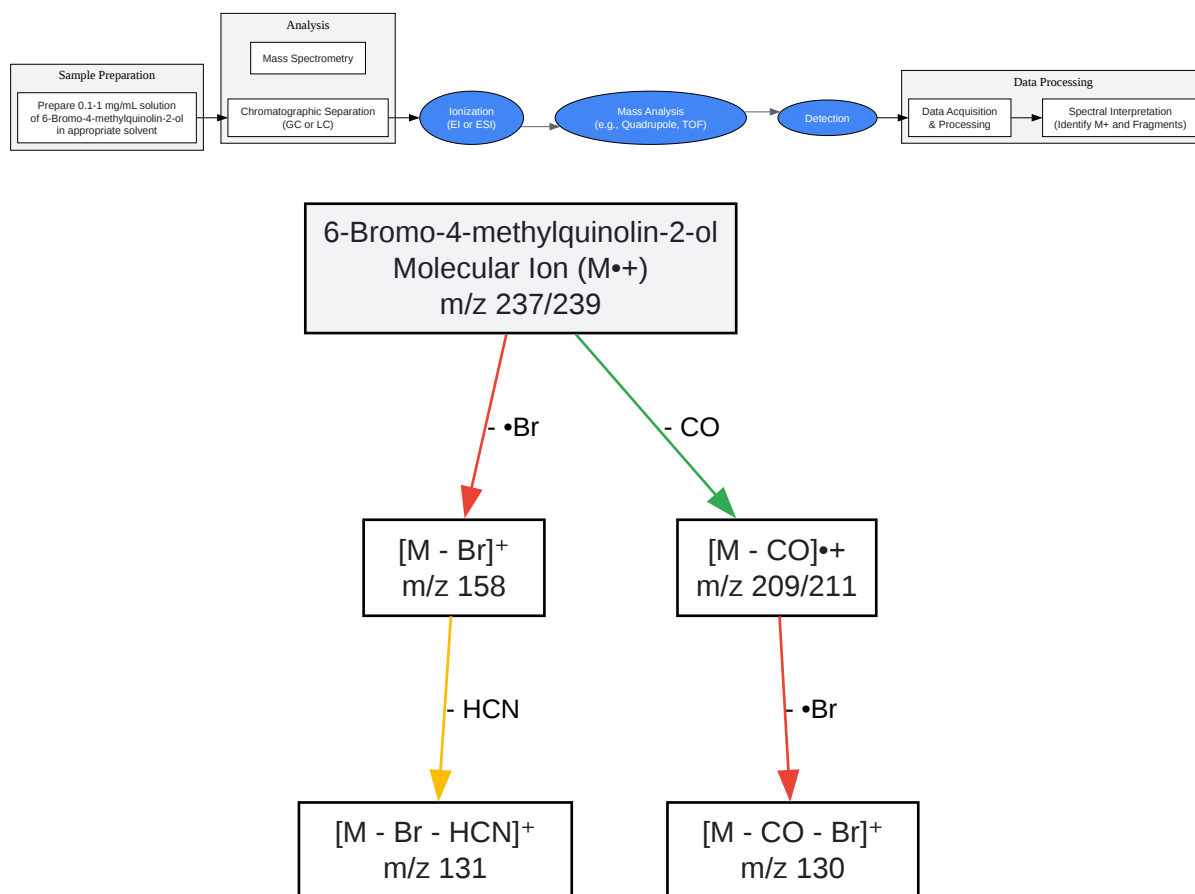 Sample Preparation
Prepare 0.1-1 mg/mL solution
of 6-Bromo-4-methylquinolin-2-ol
in appropriate solvent
Analysis
Mass Spectrometry
Chromatographic Separation
(GC or LC)
Ionization
(EI or ESI)
Mass Analysis
(e.g., Quadrupole, TOF)
Detection
Data Processing
Data Acquisition
& Processing
Spectral Interpretation
(Identify M+ and Fragments)
6-Bromo-4-methylquinolin-2-ol
Molecular Ion (M•+)
m/z 237/239
- •Br
- CO
[M - Br]⁺
m/z 158
[M - CO]•+
m/z 209/211
- HCN
- •Br
[M - Br - HCN]⁺
m/z 131
[M - CO - Br]⁺
m/z 130